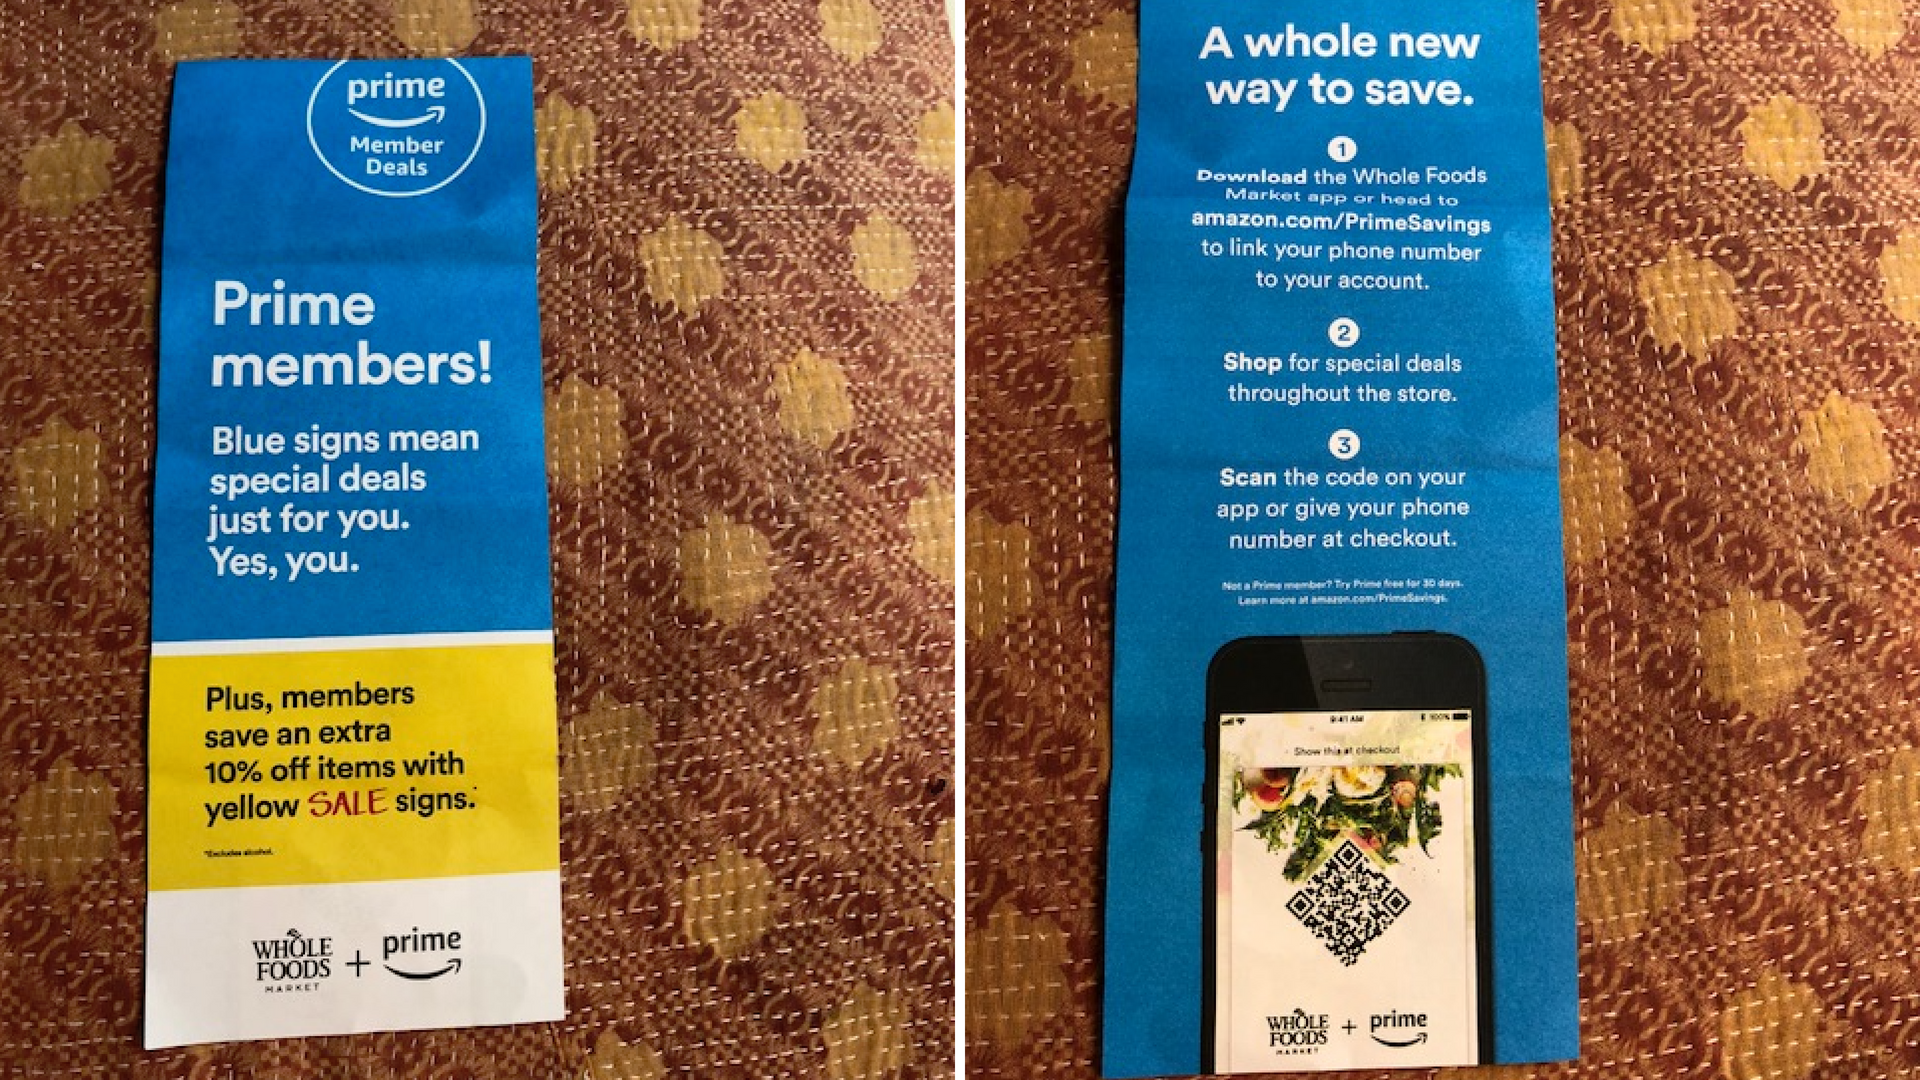 prime
Member
Deals
Prime
members!
Blue signs mean
special deals
just for you.
Yes, you.
Plus, members
save an extra
10% off items with
yellow SALE signs.*
*Excludes alcohol.
WHOLE
FOODS
MARKET
+
prime
A whole new
way to save.
1
Download the Whole Foods
Market app or head to
amazon.com/PrimeSavings
to link your phone number
to your account.
2
Shop for special deals
throughout the store.
3
Scan the code on your
app or give your phone
number at checkout.
Not a Prime member? Try Prime free for 30 days.
Learn more at amazon.com/PrimeSavings.
9:41 AM
100%
Show this at checkout
WHOLE
FOODS
MARKET
+
prime